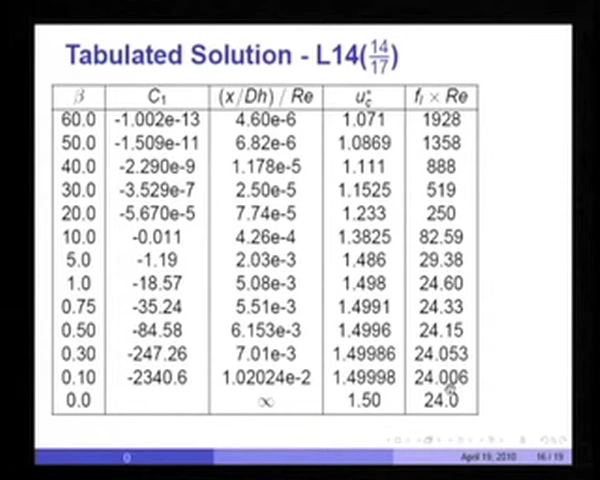 Tabulated Solution - L14(14/17)
β C₁ (x/Dh) / Re u*c fₗ × Re
60.0 -1.002e-13 4.60e-6 1.071 1928
50.0 -1.509e-11 6.82e-6 1.0869 1358
40.0 -2.290e-9 1.178e-5 1.111 888
30.0 -3.529e-7 2.50e-5 1.1525 519
20.0 -5.670e-5 7.74e-5 1.233 250
10.0 -0.011 4.26e-4 1.3825 82.59
5.0 -1.19 2.03e-3 1.486 29.38
1.0 -18.57 5.08e-3 1.498 24.60
0.75 -35.24 5.51e-3 1.4991 24.33
0.50 -84.58 6.153e-3 1.4996 24.15
0.30 -247.26 7.01e-3 1.49986 24.053
0.10 -2340.6 1.02024e-2 1.49998 24.006
0.0 ∞ 1.50 24.0
() April 19, 2010 16 / 19